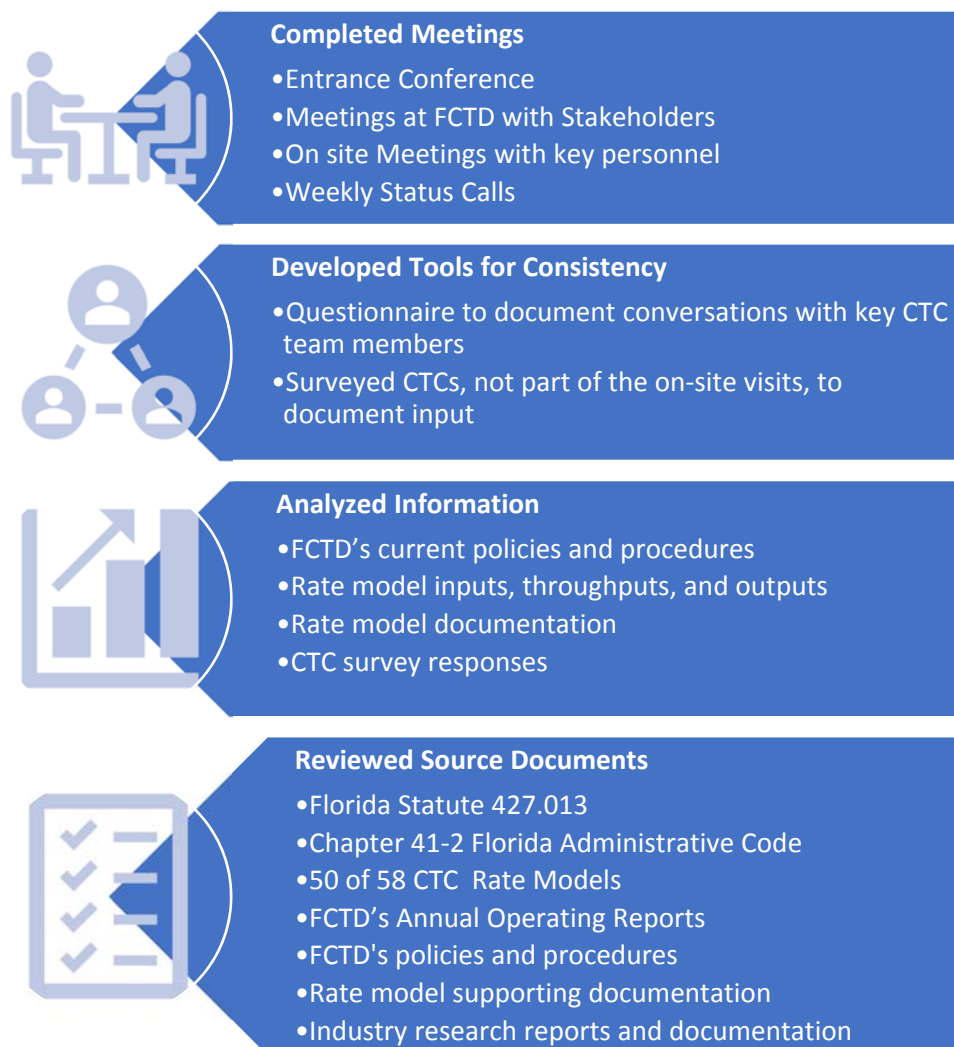 Completed Meetings
•Entrance Conference
•Meetings at FCTD with Stakeholders
•On site Meetings with key personnel
•Weekly Status Calls
Developed Tools for Consistency
•Questionnaire to document conversations with key CTC
team members
•Surveyed CTCs, not part of the on-site visits, to
document input
Analyzed Information
•FCTD’s current policies and procedures
•Rate model inputs, throughputs, and outputs
•Rate model documentation
•CTC survey responses
Reviewed Source Documents
•Florida Statute 427.013
•Chapter 41-2 Florida Administrative Code
•50 of 58 CTC  Rate Models
•FCTD’s Annual Operating Reports
•FCTD's policies and procedures
•Rate model supporting documentation
•Industry research reports and documentation